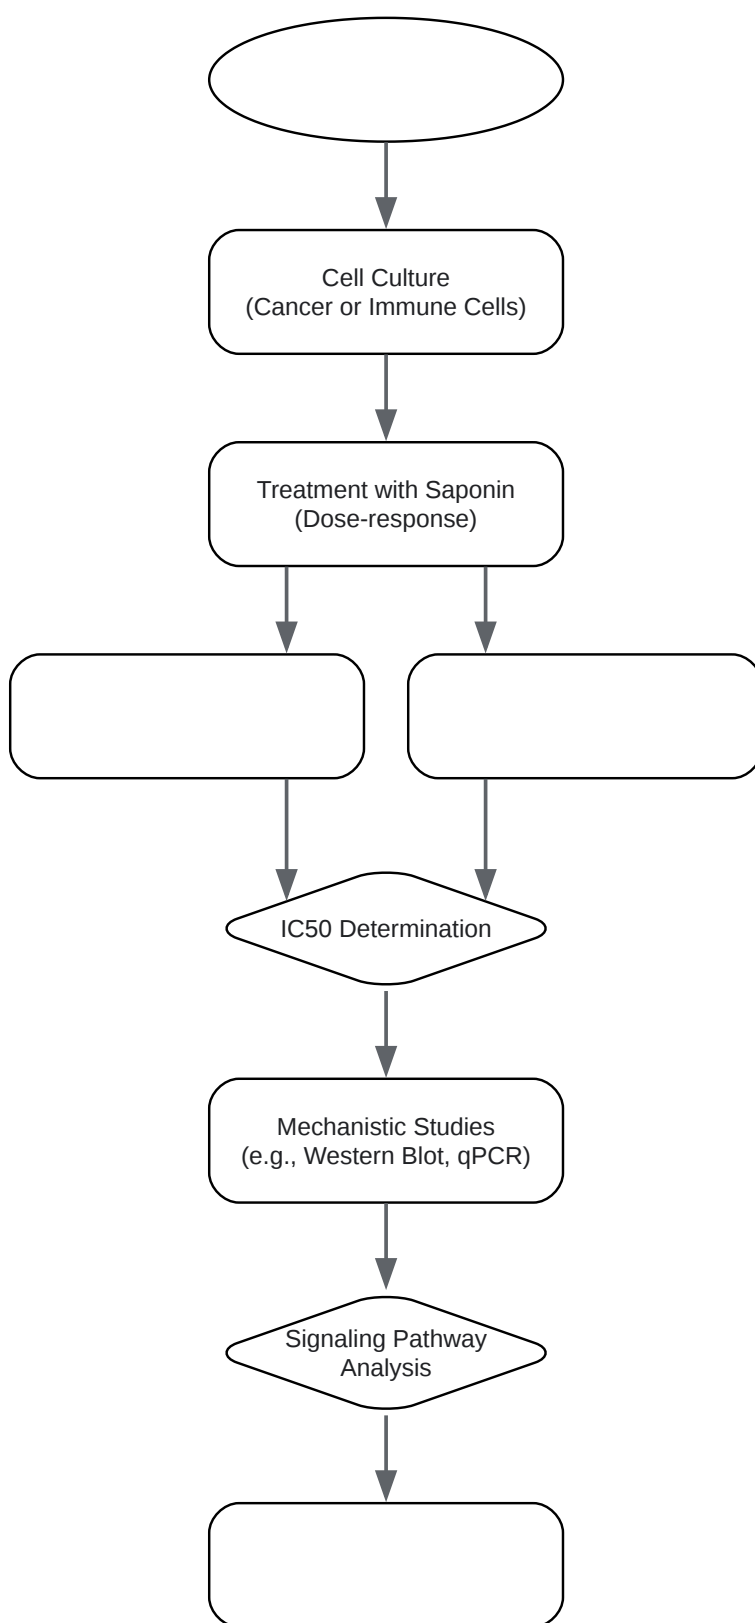 Cell Culture
(Cancer or Immune Cells)
Treatment with Saponin
(Dose-response)
IC50 Determination
Mechanistic Studies
(e.g., Western Blot, qPCR)
Signaling Pathway
Analysis